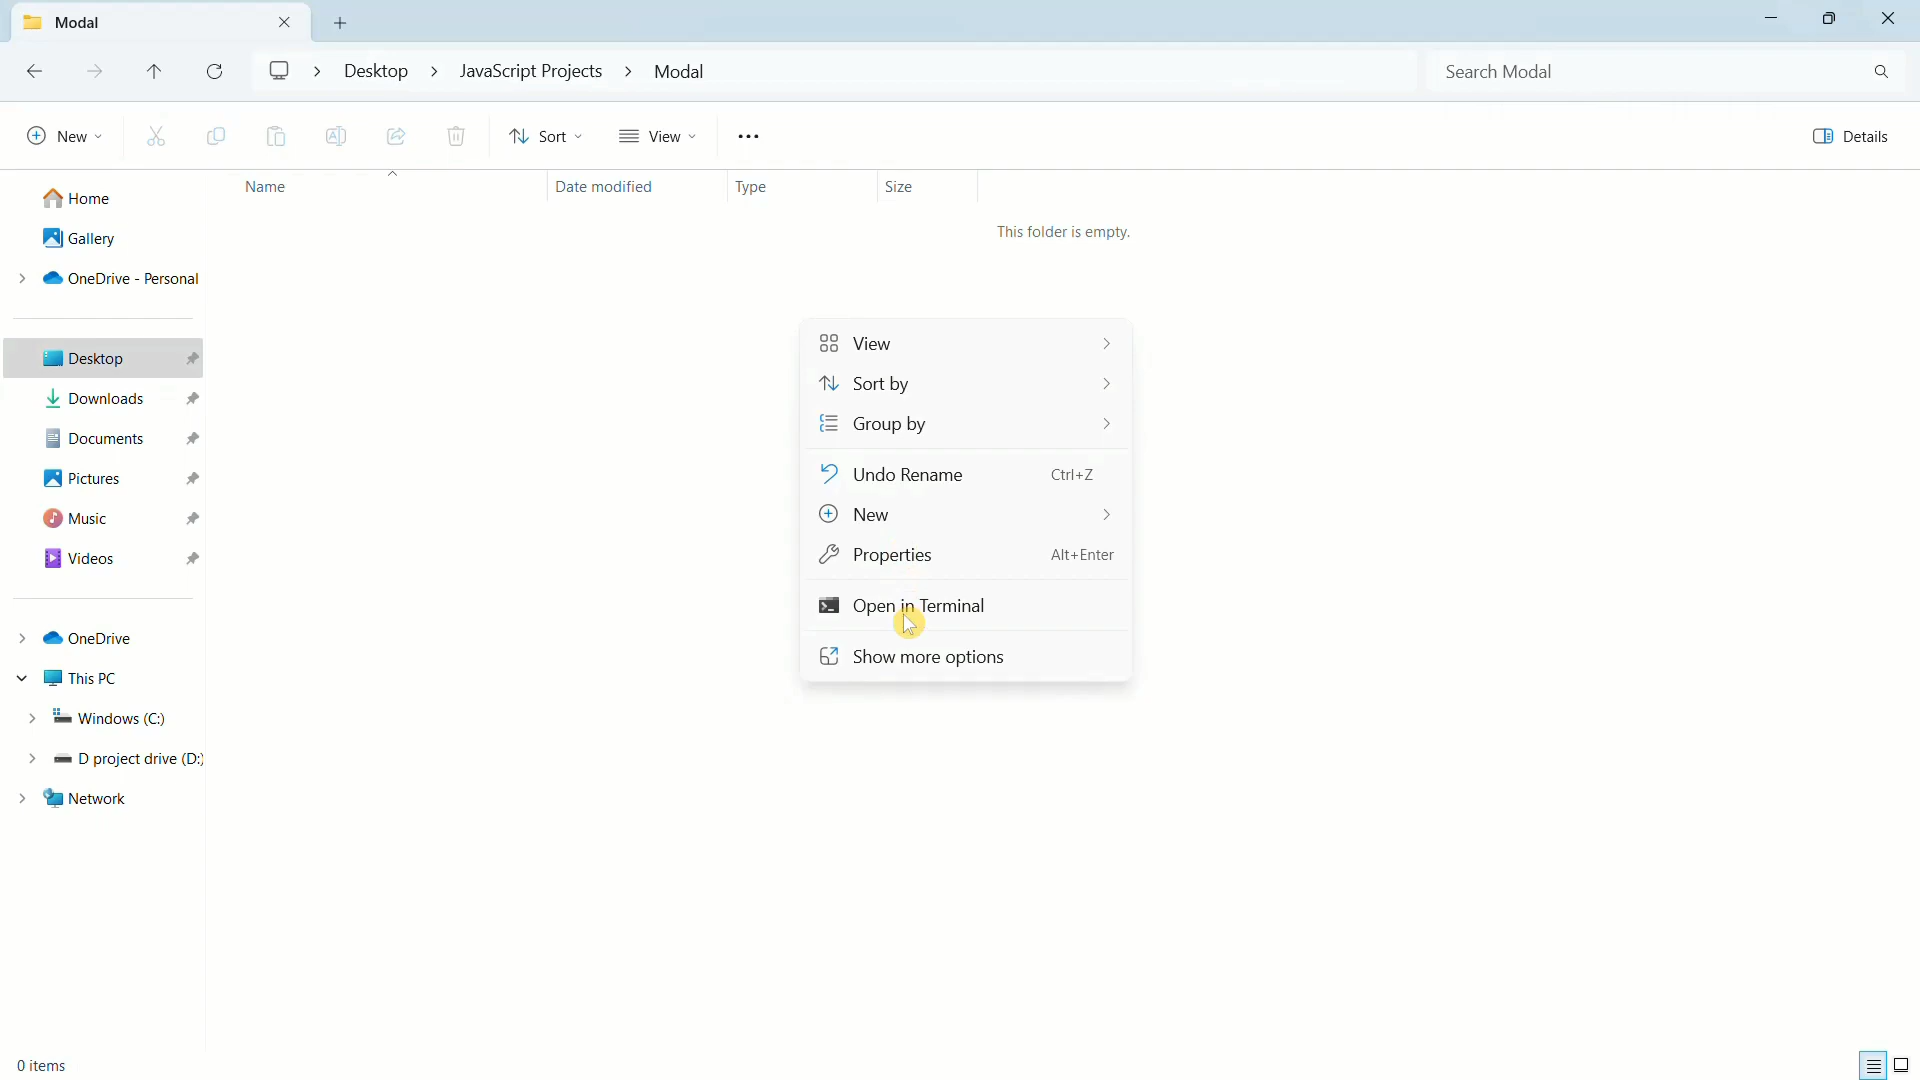 Modal
Desktop > JavaScript Projects > Modal
Search Modal
New
Sort
View
Details
Name
Date modified
Type
Size
This folder is empty.
Home
Gallery
OneDrive - Personal
Desktop
Downloads
Documents
Pictures
Music
Videos
OneDrive
This PC
Windows (C:)
D project drive (D:)
Network
View
Sort by
Group by
Undo Rename Ctrl+Z
New
Properties Alt+Enter
Open in Terminal
Show more options
0 items